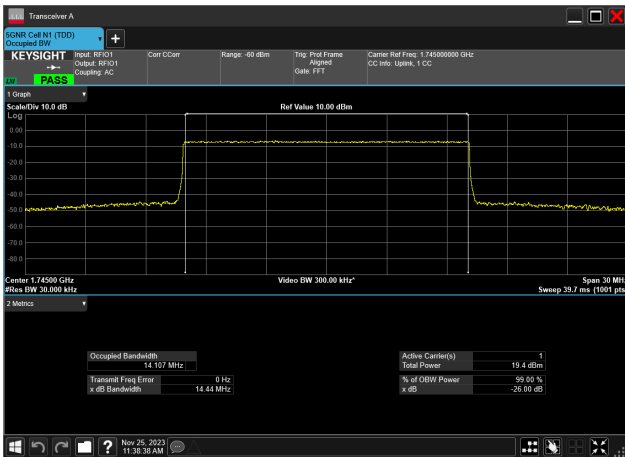 Transceiver A
5GNR Cell N1 (TDD)
Occupied BW
KEYSIGHT
LXI
PASS
Input: RFIO1
Output: RFIO1
Coupling: AC
Corr CCorr
Range: -60 dBm
Trig: Prot Frame
Aligned
Gate: FFT
Carrier Ref Freq: 1.745000000 GHz
CC Info: Uplink, 1 CC
1 Graph
Scale/Div 10.0 dB
Ref Value 10.00 dBm
Log
0.00
-10.0
-20.0
-30.0
-40.0
-50.0
-60.0
-70.0
-80.0
Center 1.74500 GHz
Video BW 300.00 kHz*
Span 30 MHz
#Res BW 30.000 kHz
Sweep 39.7 ms (1001 pts
2 Metrics
Occupied Bandwidth
14.107 MHz
Active Carrier(s) 1
Total Power 19.4 dBm
Transmit Freq Error 0 Hz
x dB Bandwidth 14.44 MHz
% of OBW Power 99.00 %
x dB -26.00 dB
?
Nov 25, 2023
11:38:38 AM